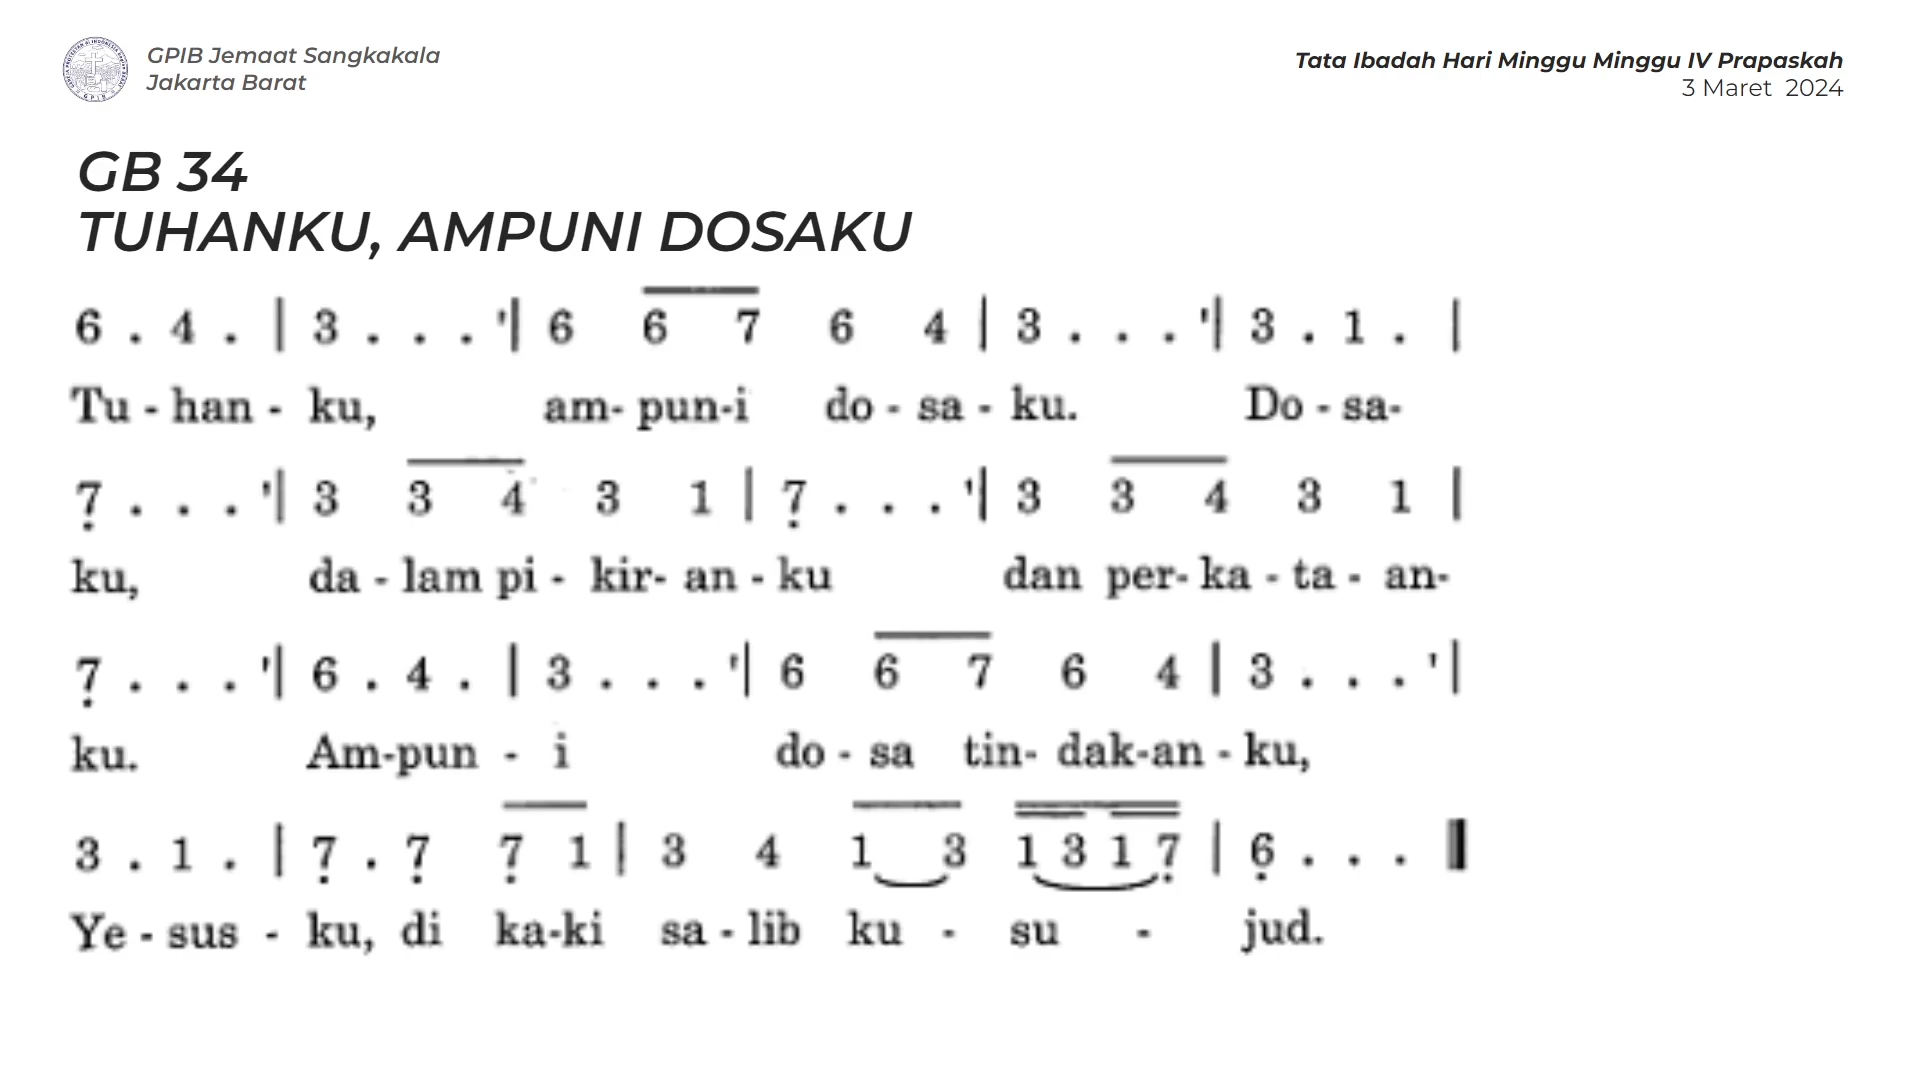 GPIB Jemaat Sangkakala
Jakarta Barat
Tata Ibadah Hari Minggu Minggu IV Prapaskah
3 Maret 2024
GB 34
TUHANKU, AMPUNI DOSAKU
6 . 4 . | 3 . . . '| 6 6 7 6 4 | 3 . . . '| 3 . 1 . |
Tu - han - ku, am- pun-i do - sa - ku. Do - sa-
7̣ . . . '| 3 3 4 3 1 | 7̣ . . . '| 3 3 4 3 1 |
ku, da - lam pi - kir- an - ku dan per- ka - ta - an-
7̣ . . . '| 6 . 4 . | 3 . . . '| 6 6 7 6 4 | 3 . . . '|
ku. Am-pun - i do - sa tin- dak-an - ku,
3 . 1 . | 7̣ . 7̣ 7̣ 1 | 3 4 1 3 1 3 1 7̣ | 6̣ . . . |
Ye - sus - ku, di ka-ki sa - lib ku - su - jud.